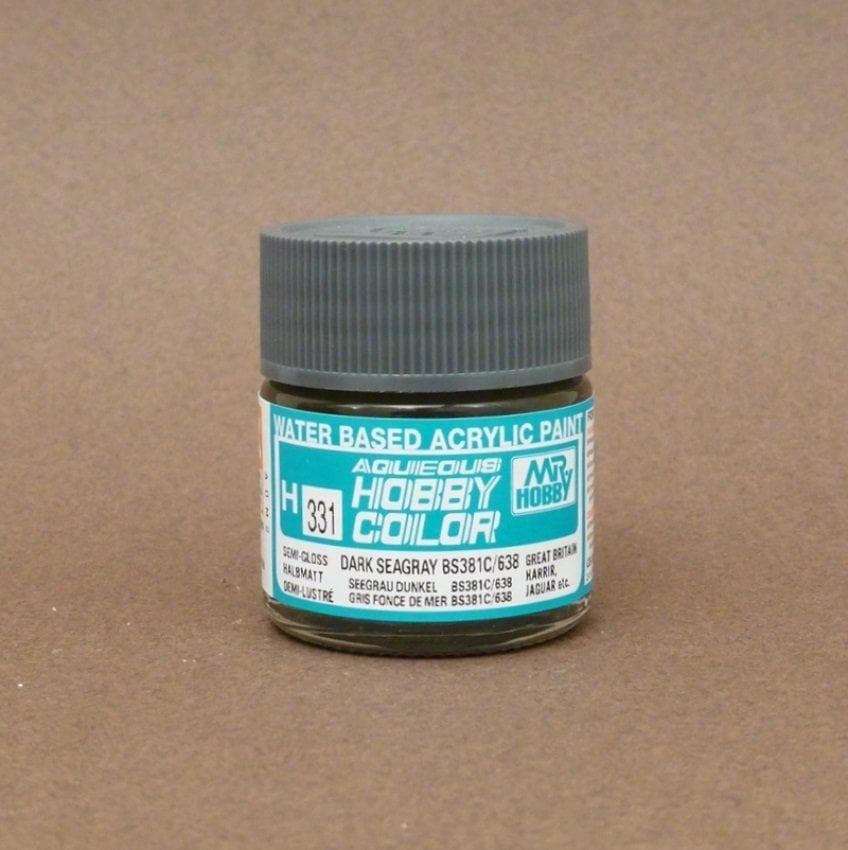 WATER BASED ACRYLIC PAINT
AQUEOUS
HOBBY
COLOR
MR
HOBBY
H 331
SEMI-GLOSS
HALBMATT
DEMI-LUSTRÉ
DARK SEAGRAY BS381C/638
SEEGRAU DUNKEL BS381C/638
GRIS FONCE DE MER BS381C/638
GREAT BRITAIN
HARRIR,
JAGUAR etc.